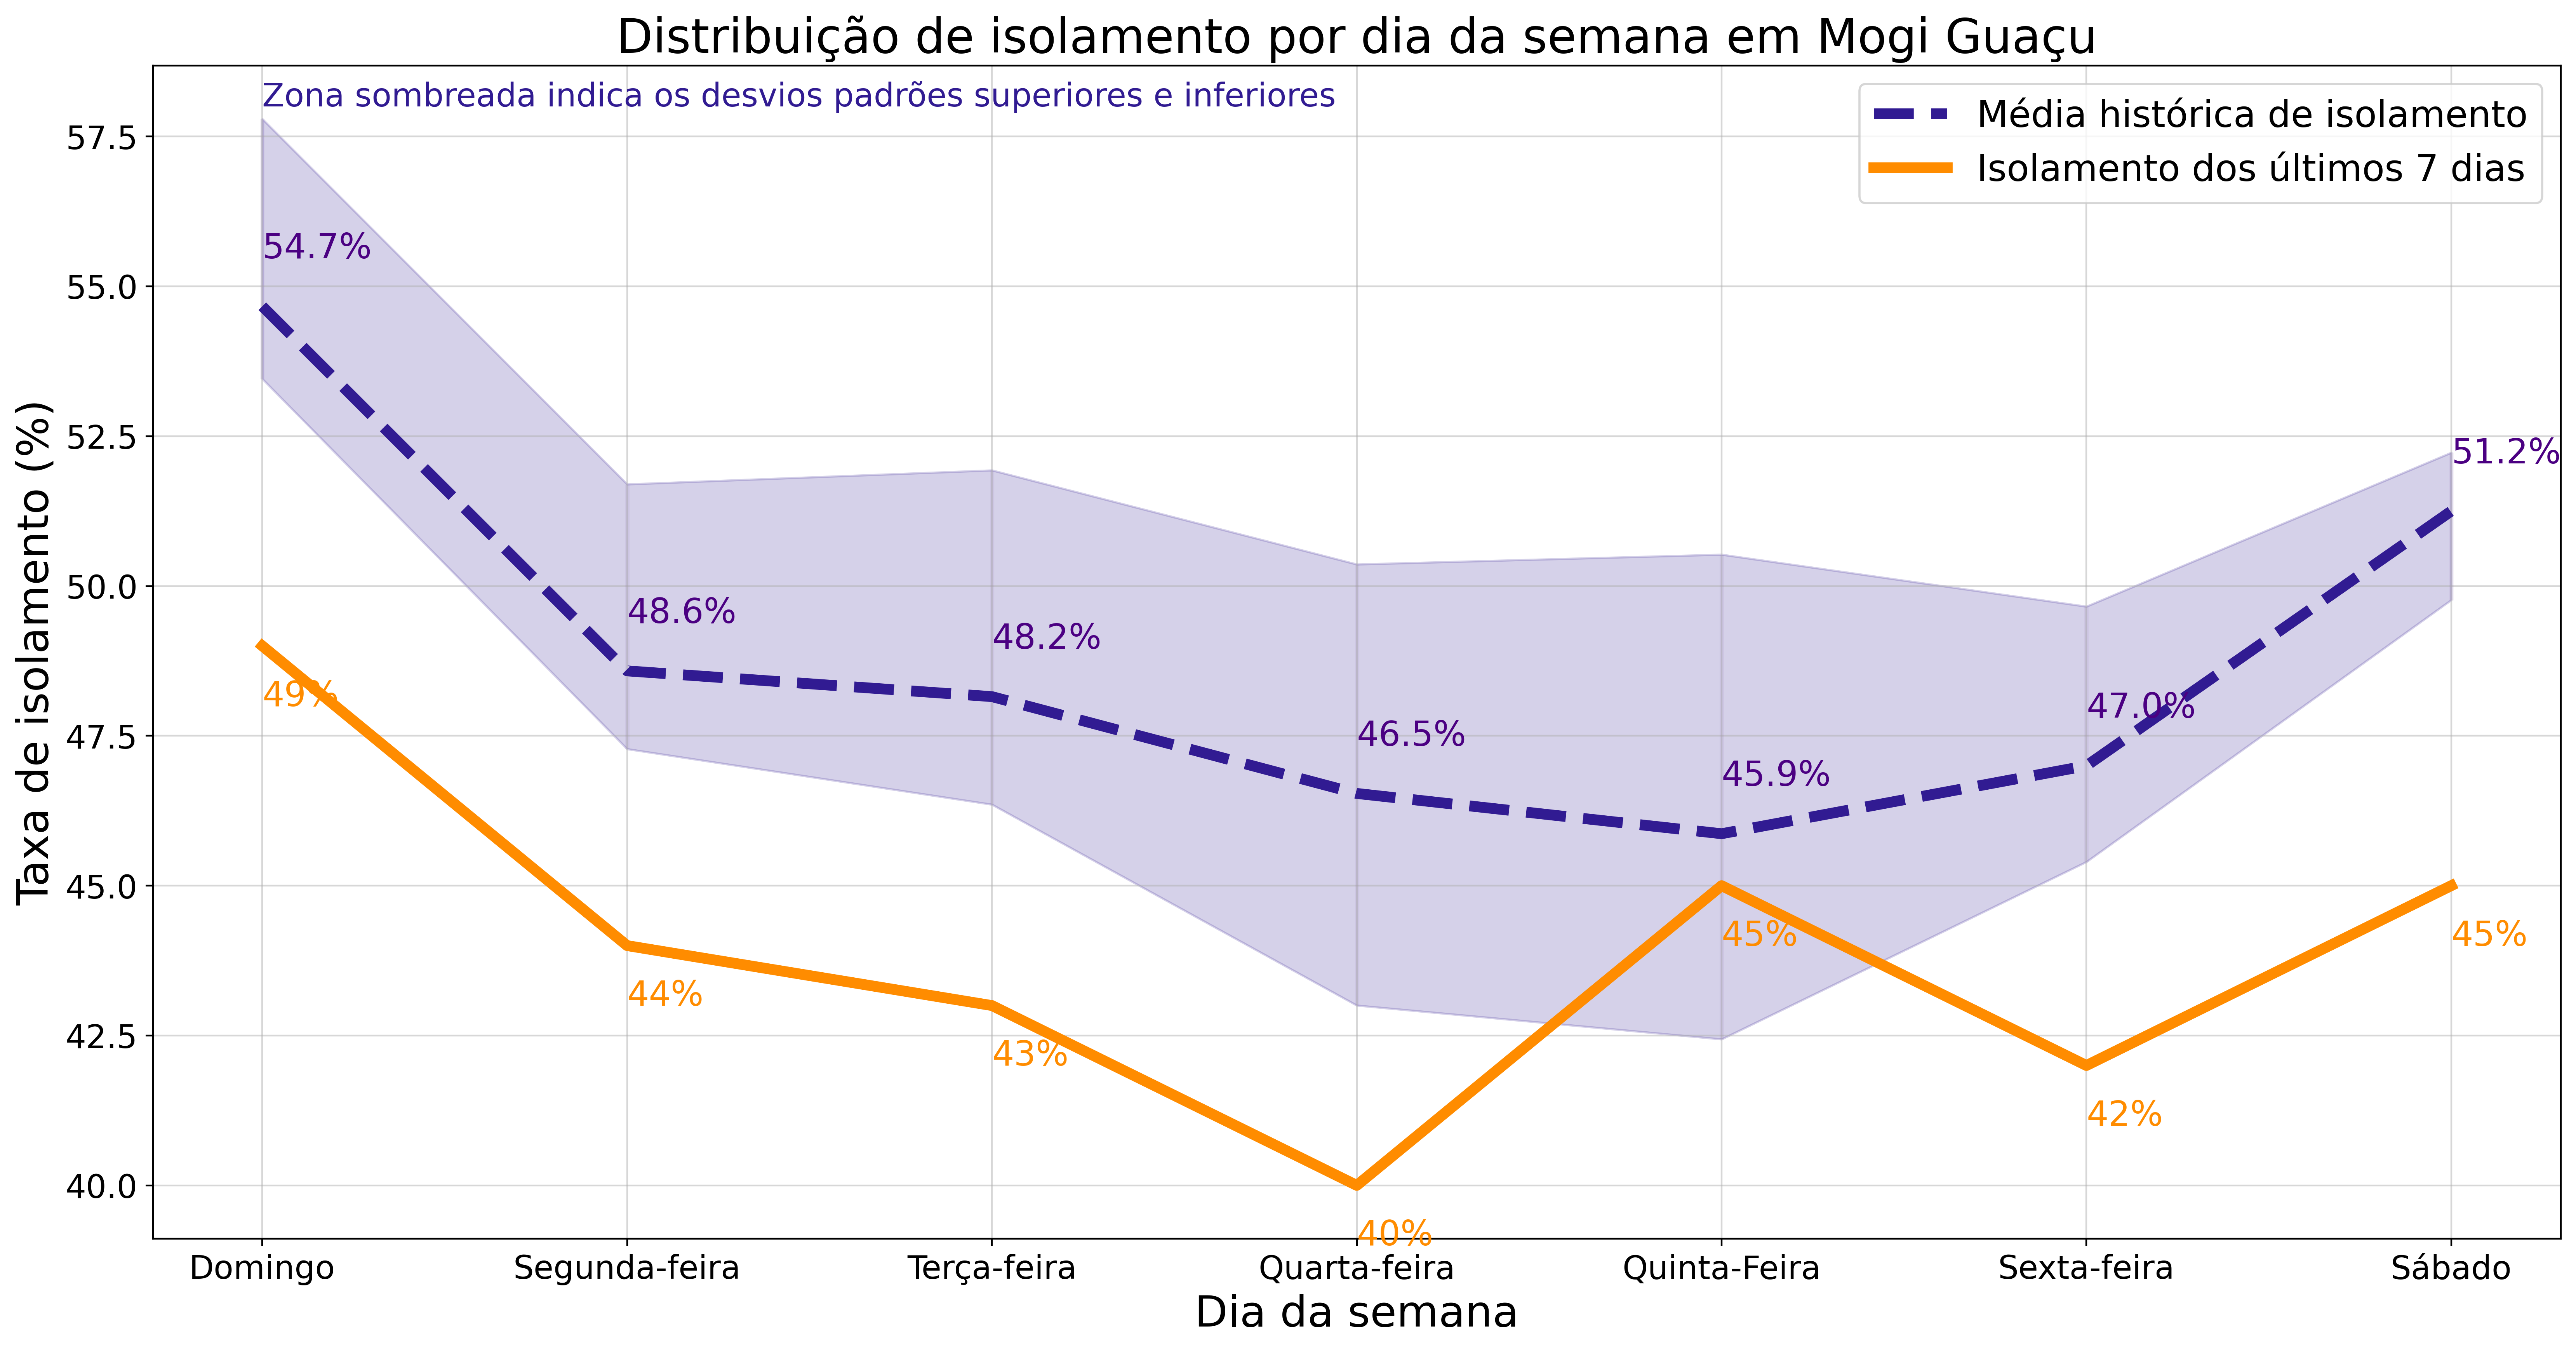 Distribuição de isolamento por dia da semana em Mogi Guaçu
Zona sombreada indica os desvios padrões superiores e inferiores
Média histórica de isolamento
Isolamento dos últimos 7 dias
Taxa de isolamento (%)
57.5
55.0
52.5
50.0
47.5
45.0
42.5
40.0
54.7%
48.6%
48.2%
46.5%
45.9%
47.0%
51.2%
49%
44%
43%
40%
45%
42%
45%
Domingo
Segunda-feira
Terça-feira
Quarta-feira
Quinta-Feira
Sexta-feira
Sábado
Dia da semana